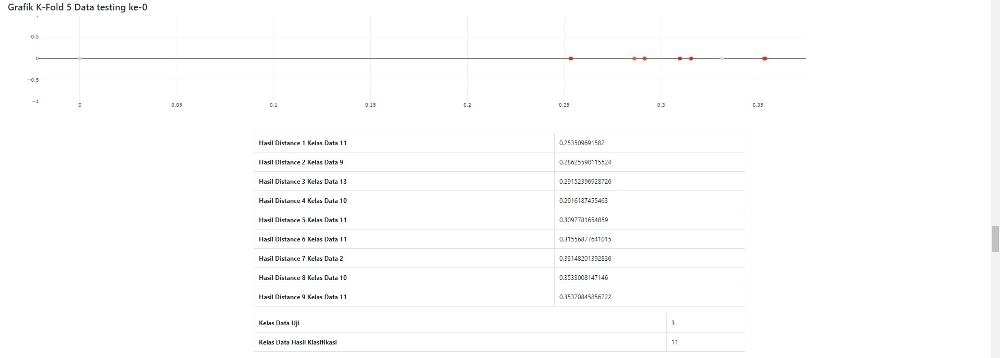 Grafik K-Fold 5 Data testing ke-0
1
0.5
0
−0.5
−1
0 0.05 0.1 0.15 0.2 0.25 0.3 0.35
Hasil Distance 1 Kelas Data 11 0.253509691582
Hasil Distance 2 Kelas Data 9 0.28625590115524
Hasil Distance 3 Kelas Data 13 0.29152396928726
Hasil Distance 4 Kelas Data 10 0.2916187455463
Hasil Distance 5 Kelas Data 11 0.3097781654859
Hasil Distance 6 Kelas Data 11 0.31556877641015
Hasil Distance 7 Kelas Data 2 0.33148201392836
Hasil Distance 8 Kelas Data 10 0.3533008147146
Hasil Distance 9 Kelas Data 11 0.35370845856722
Kelas Data Uji 3
Kelas Data Hasil Klasifikasi 11